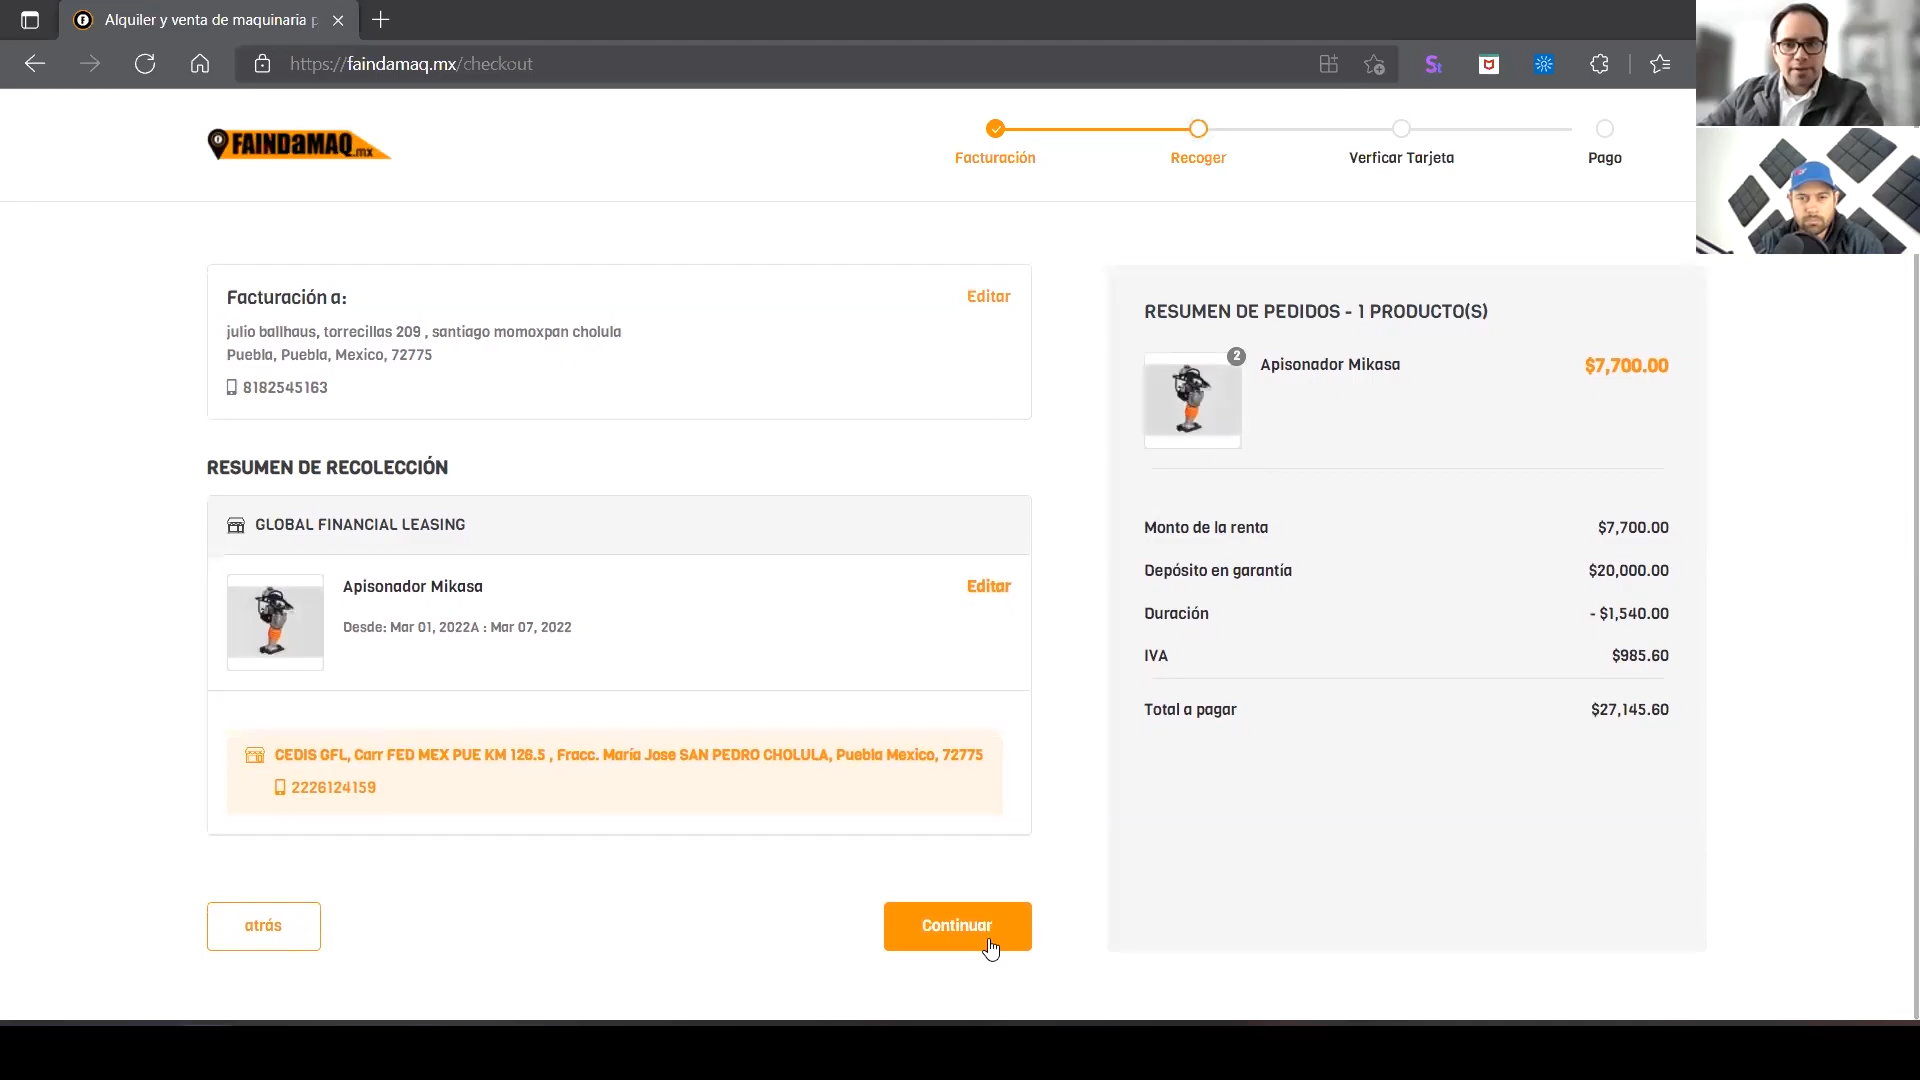 Alquiler y venta de maquinaria p
https://faindamaq.mx/checkout
FAINDaMAQ.mx
Facturación
Recoger
Verficar Tarjeta
Pago
Facturación a:
Editar
julio ballhaus, torrecillas 209 , santiago momoxpan cholula
Puebla, Puebla, Mexico, 72775
8182545163
RESUMEN DE RECOLECCIÓN
GLOBAL FINANCIAL LEASING
Apisonador Mikasa
Editar
Desde: Mar 01, 2022A : Mar 07, 2022
CEDIS GFL, Carr FED MEX PUE KM 126.5 , Fracc. María Jose SAN PEDRO CHOLULA, Puebla Mexico, 72775
2226124159
atrás
Continuar
RESUMEN DE PEDIDOS - 1 PRODUCTO(S)
2
Apisonador Mikasa
$7,700.00
Monto de la renta
$7,700.00
Depósito en garantía
$20,000.00
Duración
- $1,540.00
IVA
$985.60
Total a pagar
$27,145.60